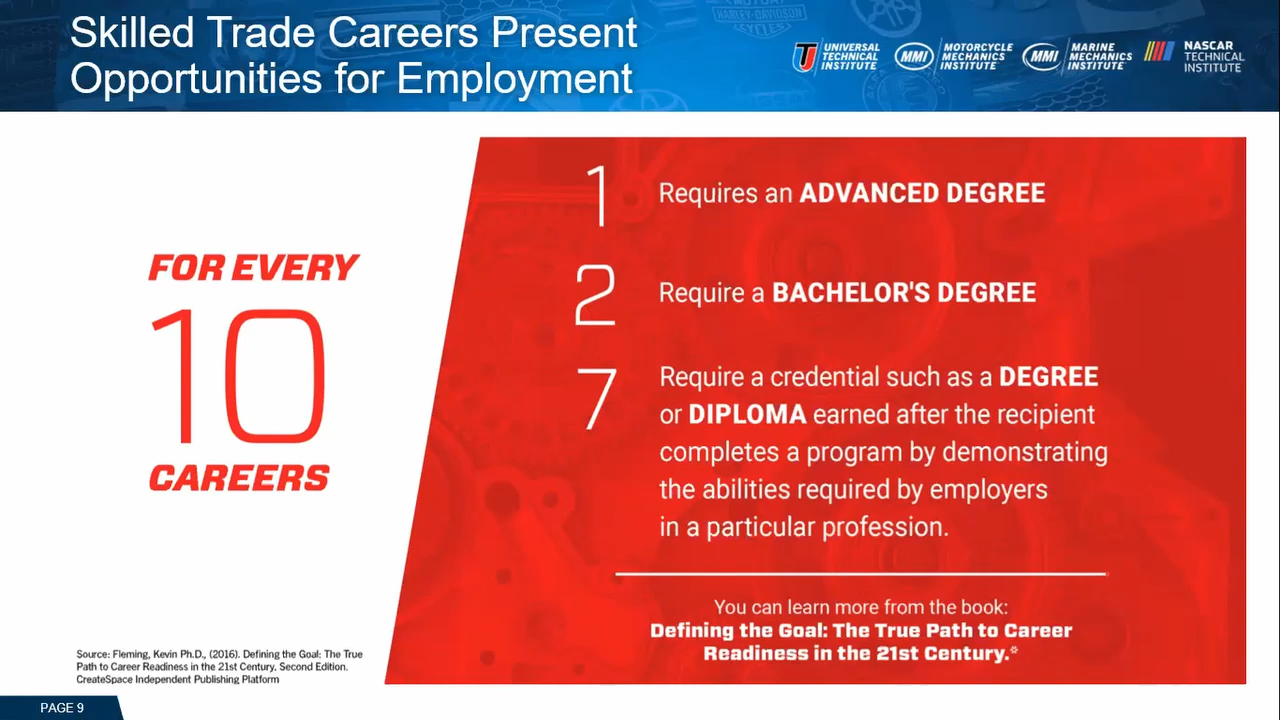 Skilled Trade Careers Present
Opportunities for Employment
HARLEY-DAVIDSON
CYCLES
UNIVERSAL
TECHNICAL
INSTITUTE
MMI
MOTORCYCLE
MECHANICS
INSTITUTE
MMI
MARINE
MECHANICS
INSTITUTE
NASCAR
TECHNICAL
INSTITUTE
FOR EVERY
10
CAREERS
1 Requires an ADVANCED DEGREE
2 Require a BACHELOR'S DEGREE
7 Require a credential such as a DEGREE
or DIPLOMA earned after the recipient
completes a program by demonstrating
the abilities required by employers
in a particular profession.
You can learn more from the book:
Defining the Goal: The True Path to Career
Readiness in the 21st Century.*
Source: Fleming, Kevin Ph.D., (2016). Defining the Goal: The True
Path to Career Readiness in the 21st Century, Second Edition.
CreateSpace Independent Publishing Platform
PAGE 9